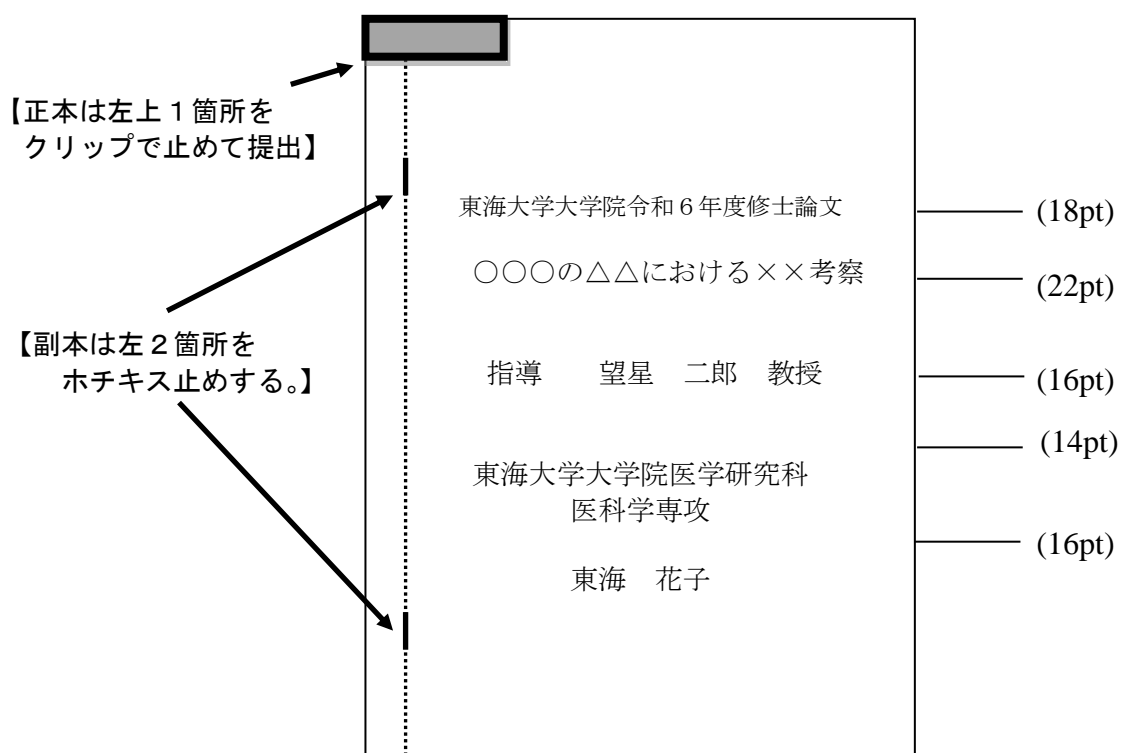 【正本は左上１箇所を
クリップで止めて提出】
東海大学大学院令和６年度修士論文
(18pt)
○○○の△△における××考察
(22pt)
【副本は左２箇所を
ホチキス止めする。】
指導　　望星　二郎　教授
(16pt)
(14pt)
東海大学大学院医学研究科
医科学専攻
(16pt)
東海　花子